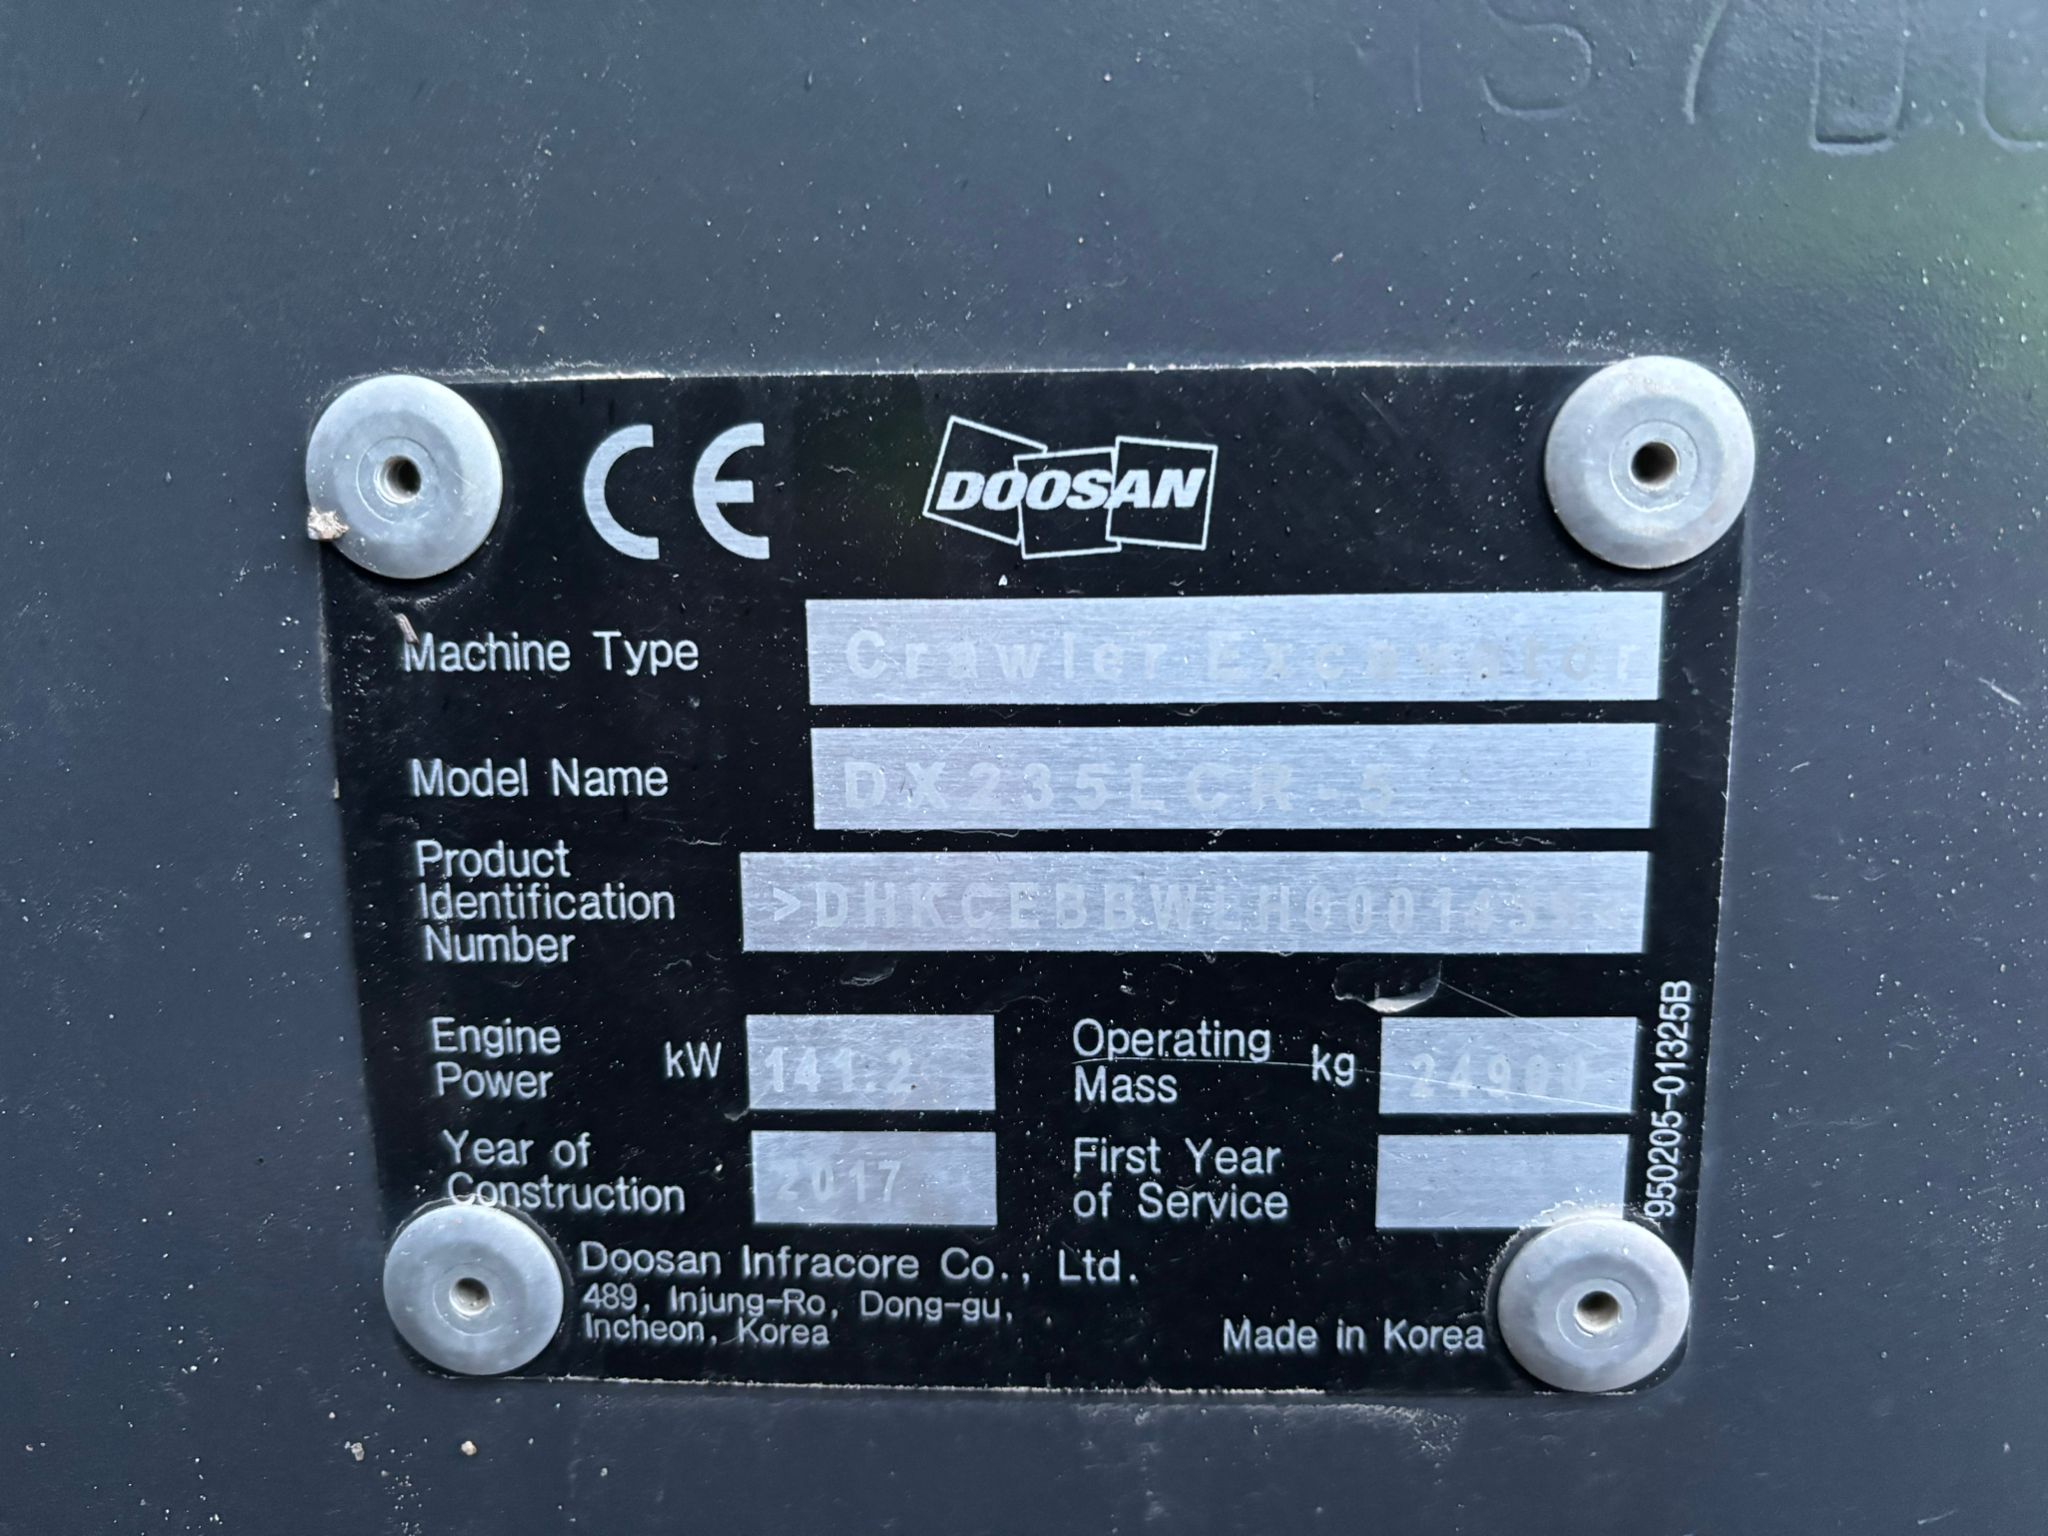 CE
DOOSAN
Machine Type Crawler Excavator
Model Name DX235LCR-5
Product
Identification
Number
Engine
Power kW 141.2
Operating
Mass kg
Year of
Construction 2017
First Year
of Service
950205-01325B
Doosan Infracore Co., Ltd.
489, Injung-Ro, Dong-gu,
Incheon, Korea
Made in Korea